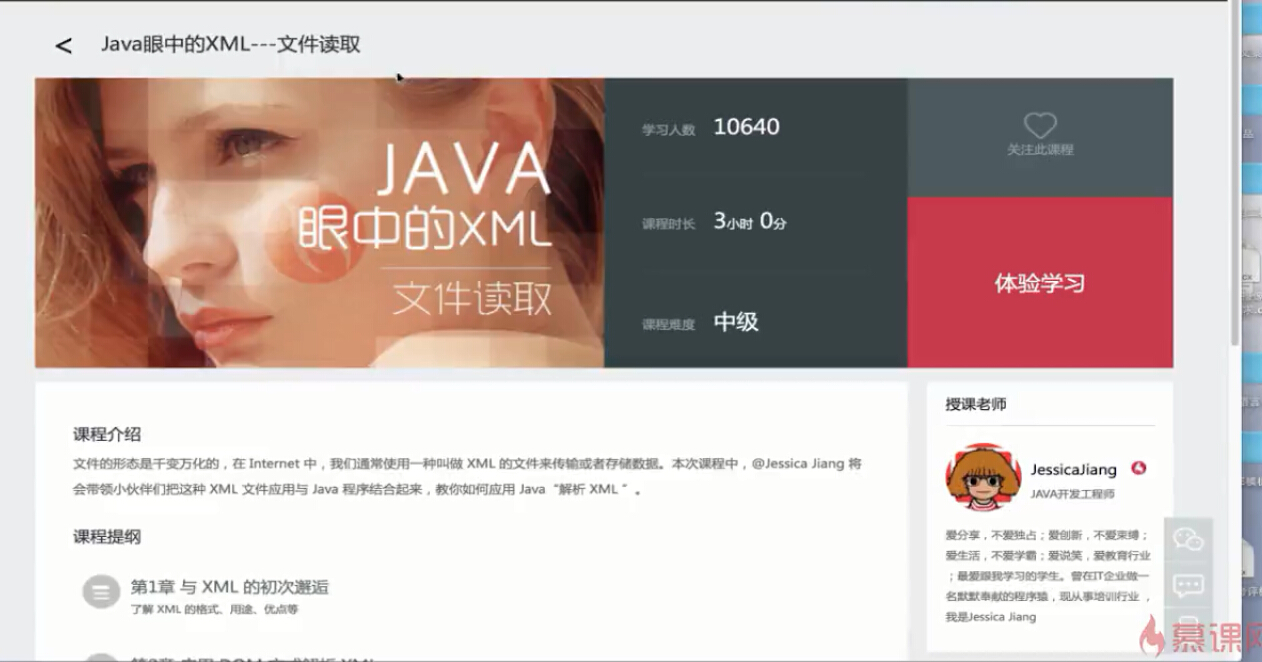 < Java眼中的XML---文件读取
JAVA
眼中的XML
文件读取
学习人数 10640
课程时长 3小时 0分
课程难度 中级
关注此课程
体验学习
课程介绍
文件的形态是千变万化的，在 Internet 中，我们通常使用一种叫做 XML 的文件来传输或者存储数据。本次课程中，@Jessica Jiang 将
会带领小伙伴们把这种 XML 文件应用与 Java 程序结合起来，教你如何应用 Java“解析 XML ”。
课程提纲
第1章 与 XML 的初次邂逅
了解 XML 的格式、用途、优点等
授课老师
JessicaJiang
JAVA开发工程师
爱分享，不爱独占；爱创新，不爱束缚；
爱生活，不爱学霸；爱说笑，爱教育行业
；最爱跟我学习的学生。曾在IT企业做一
名默默奉献的程序猿，现从事培训行业，
我是Jessica Jiang
慕课网